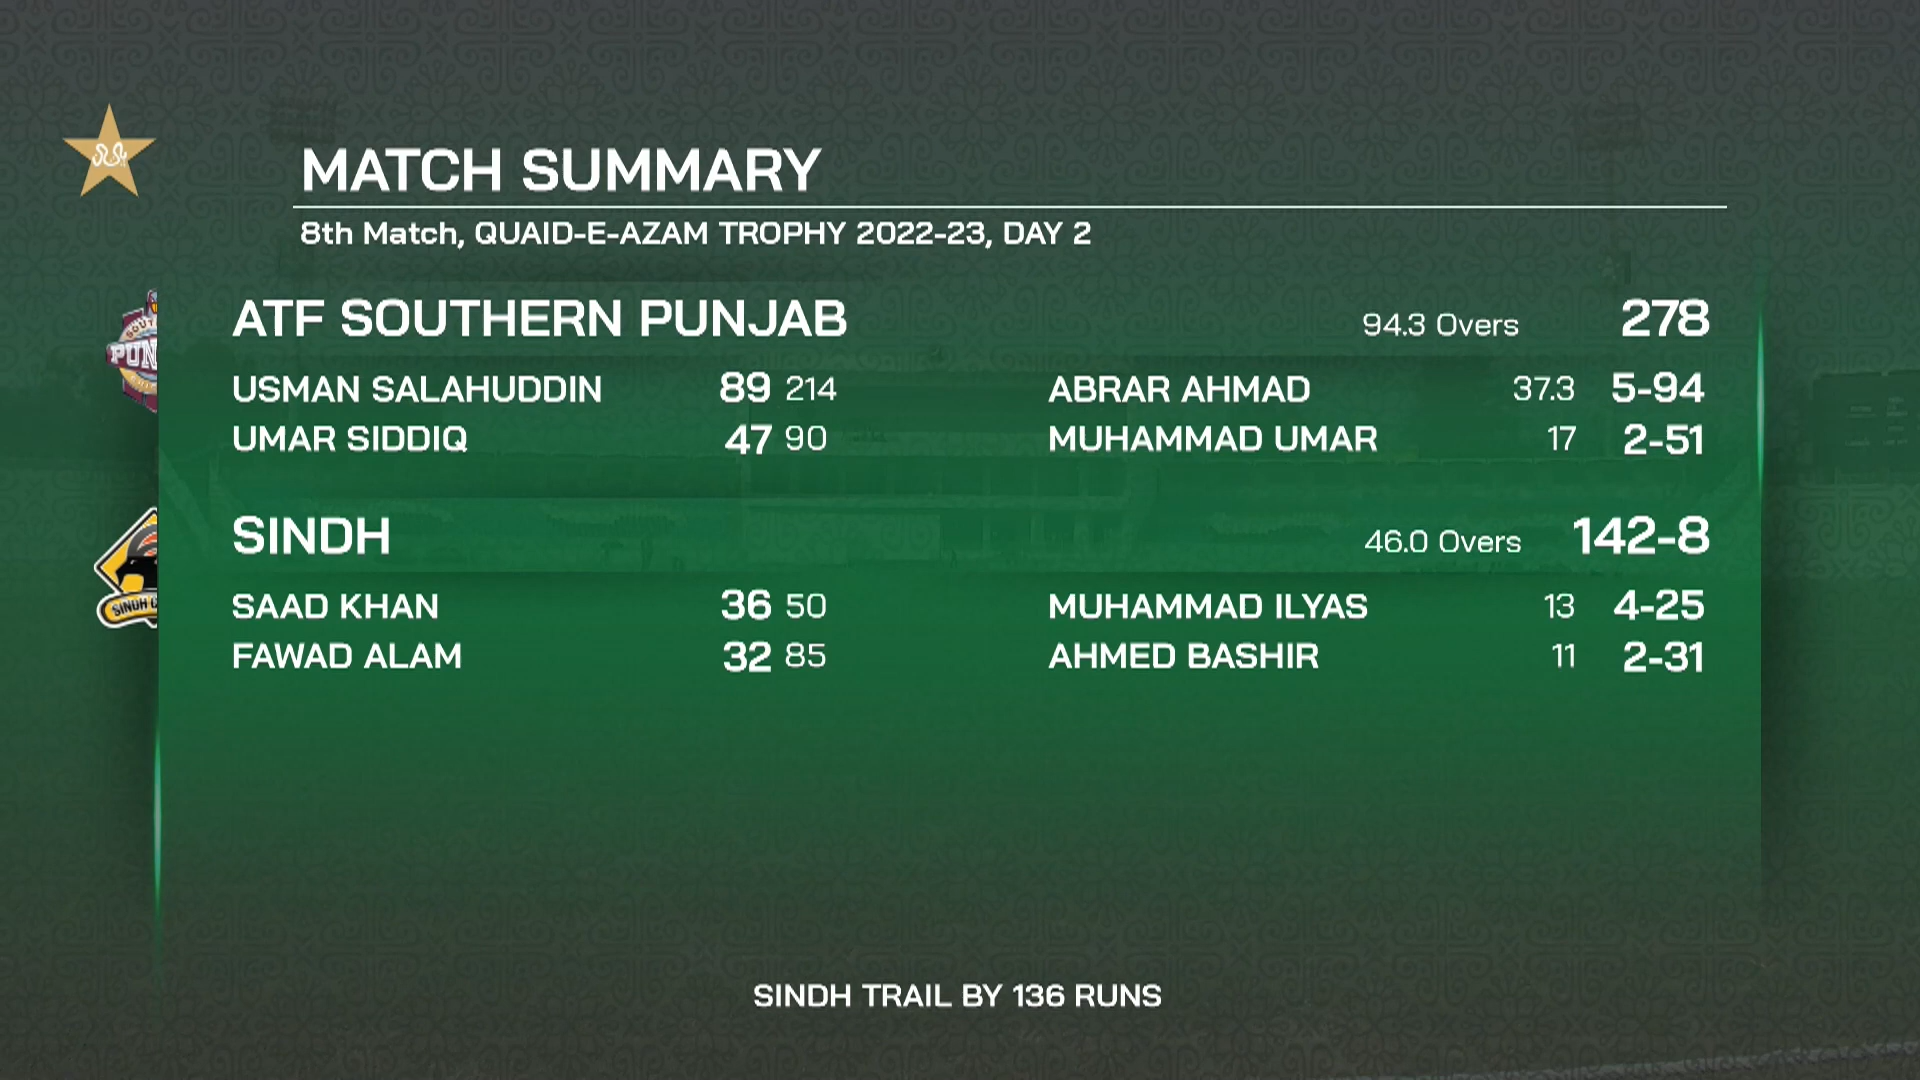 MATCH SUMMARY
8th Match, QUAID-E-AZAM TROPHY 2022-23, DAY 2
ATF SOUTHERN PUNJAB 94.3 Overs 278
USMAN SALAHUDDIN 89 214 ABRAR AHMAD 37.3 5-94
UMAR SIDDIQ 47 90 MUHAMMAD UMAR 17 2-51
SINDH 46.0 Overs 142-8
SAAD KHAN 36 50 MUHAMMAD ILYAS 13 4-25
FAWAD ALAM 32 85 AHMED BASHIR 11 2-31
SINDH TRAIL BY 136 RUNS